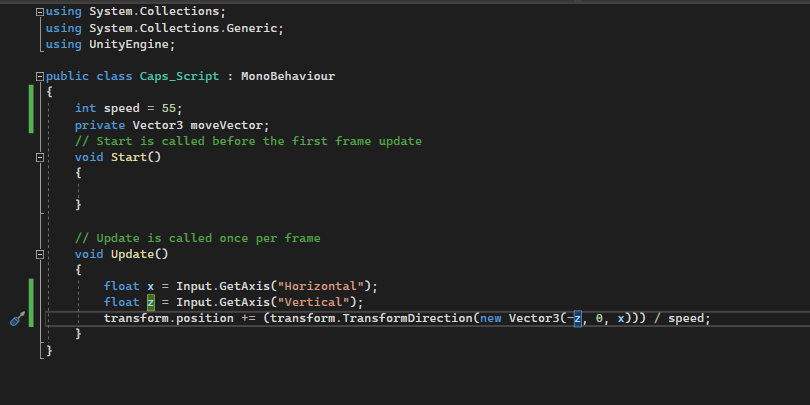 using System.Collections;
using System.Collections.Generic;
using UnityEngine;
public class Caps_Script : MonoBehaviour
{
int speed = 55;
private Vector3 moveVector;
// Start is called before the first frame update
void Start()
{
}
// Update is called once per frame
void Update()
{
float x = Input.GetAxis("Horizontal");
float z = Input.GetAxis("Vertical");
transform.position += (transform.TransformDirection(new Vector3(-z, 0, x))) / speed;
}
}